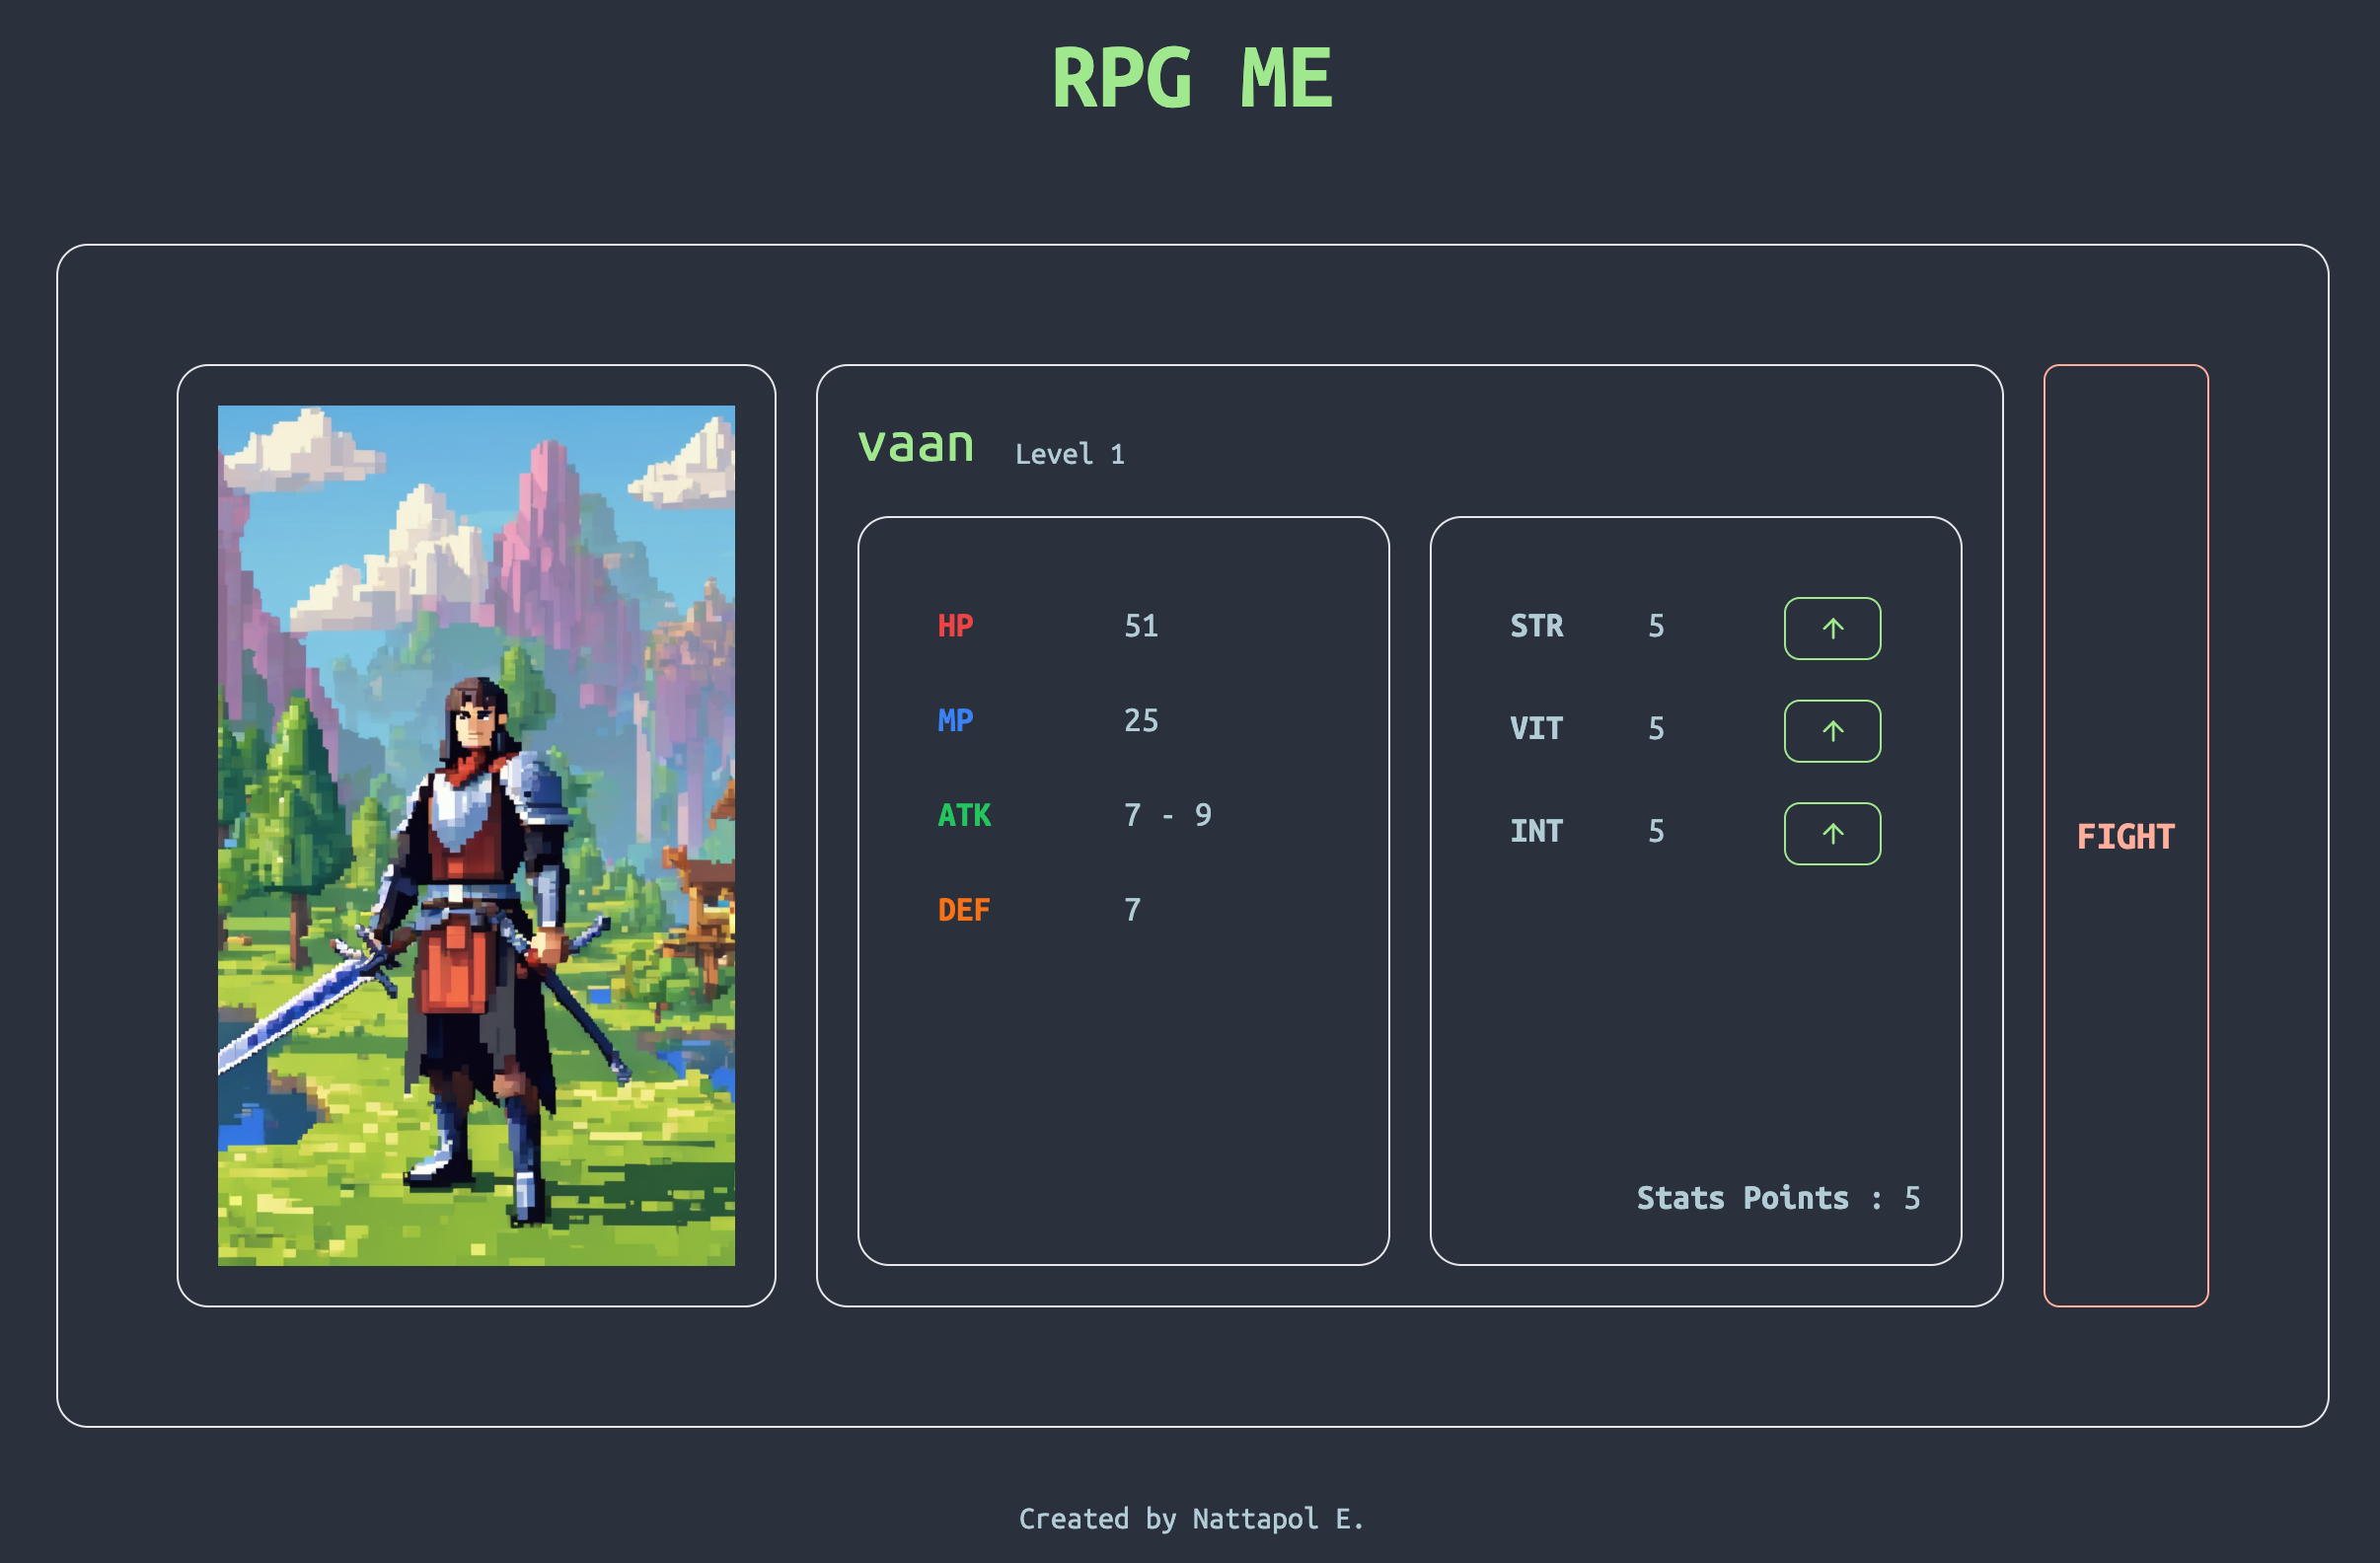 RPG ME
vaan Level 1
HP 51
MP 25
ATK 7 - 9
DEF 7
STR 5 ↑
VIT 5 ↑
INT 5 ↑
Stats Points : 5
FIGHT
Created by Nattapol E.